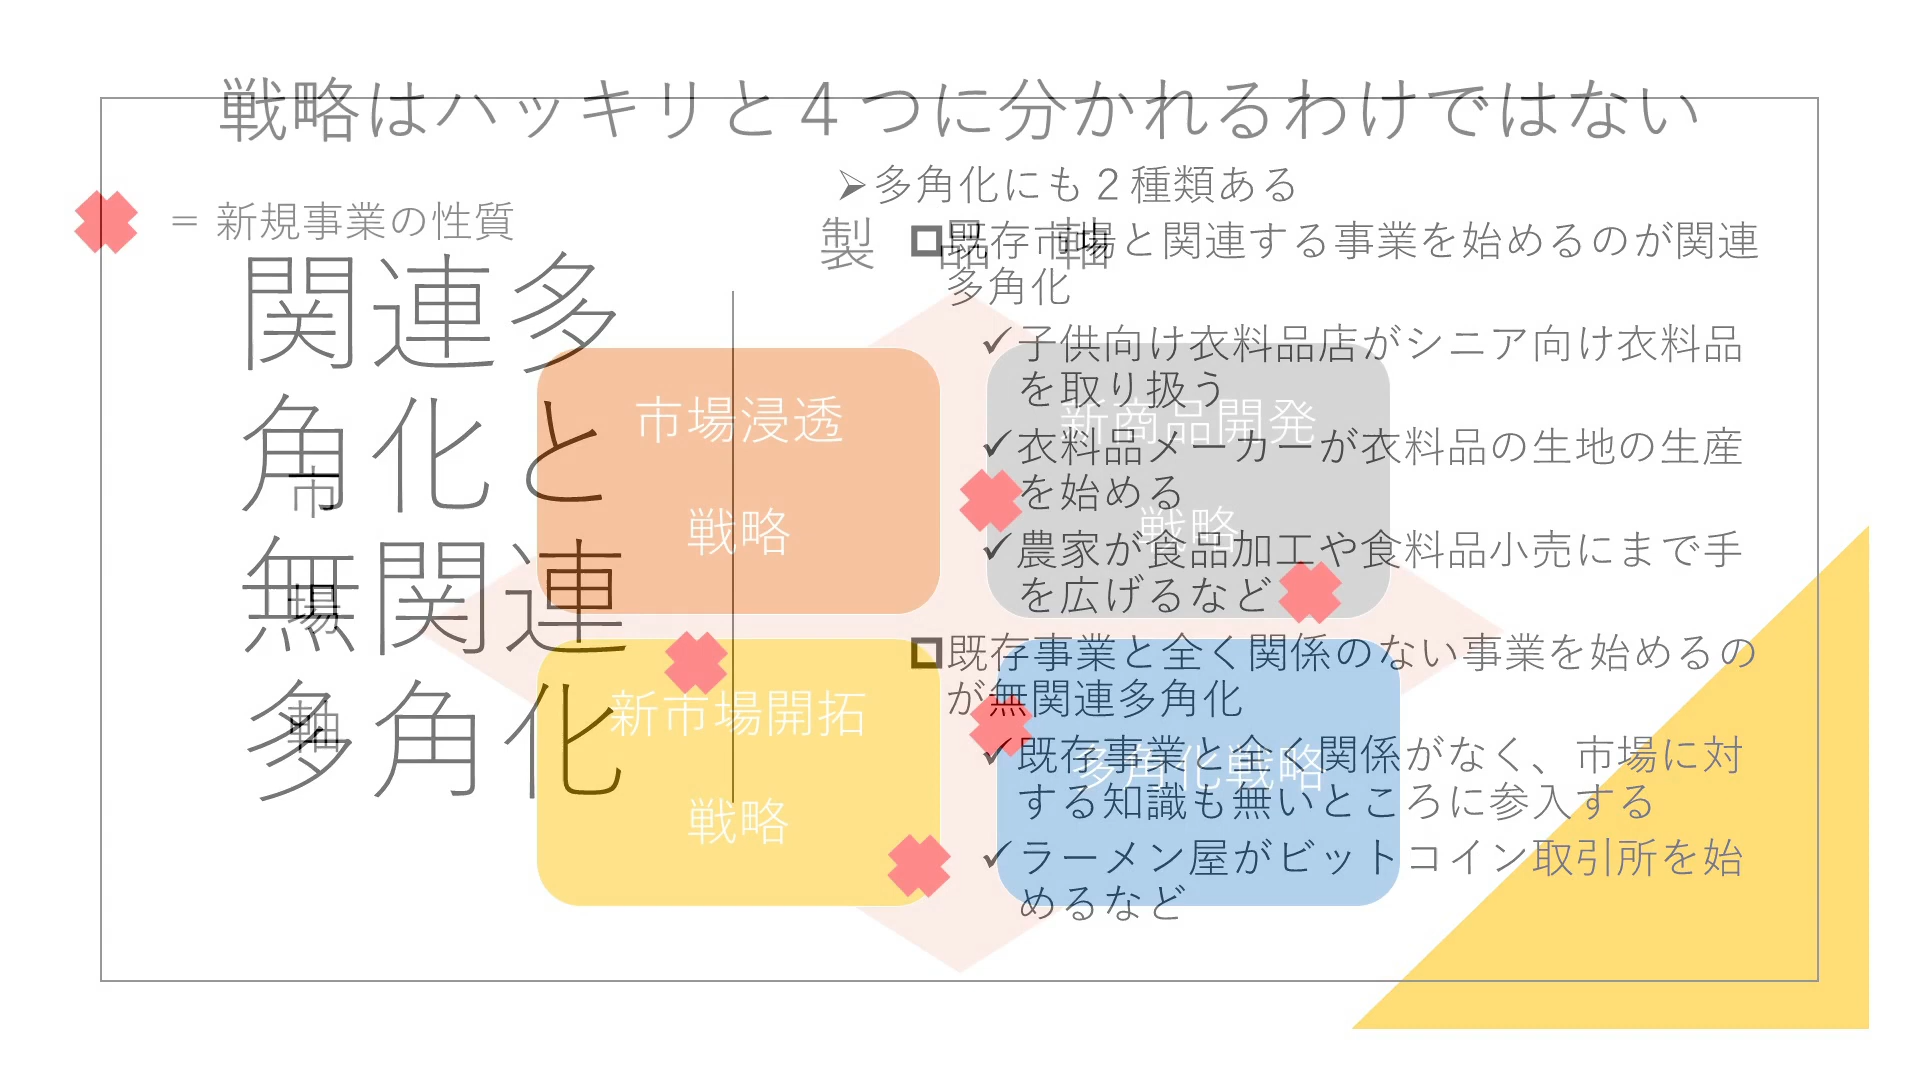 戦略はハッキリと４つに分かれるわけではない
＝ 新規事業の性質
製 品 軸
市
場
軸
市場浸透
戦略
新商品開発
戦略
新市場開拓
戦略
多角化戦略
関連多
角化と
無関連
多角化
➢多角化にも２種類ある
既存市場と関連する事業を始めるのが関連
多角化
✓子供向け衣料品店がシニア向け衣料品
を取り扱う
✓衣料品メーカーが衣料品の生地の生産
を始める
✓農家が食品加工や食料品小売にまで手
を広げるなど
既存事業と全く関係のない事業を始めるの
が無関連多角化
✓既存事業と全く関係がなく、市場に対
する知識も無いところに参入する
✓ラーメン屋がビットコイン取引所を始
めるなど